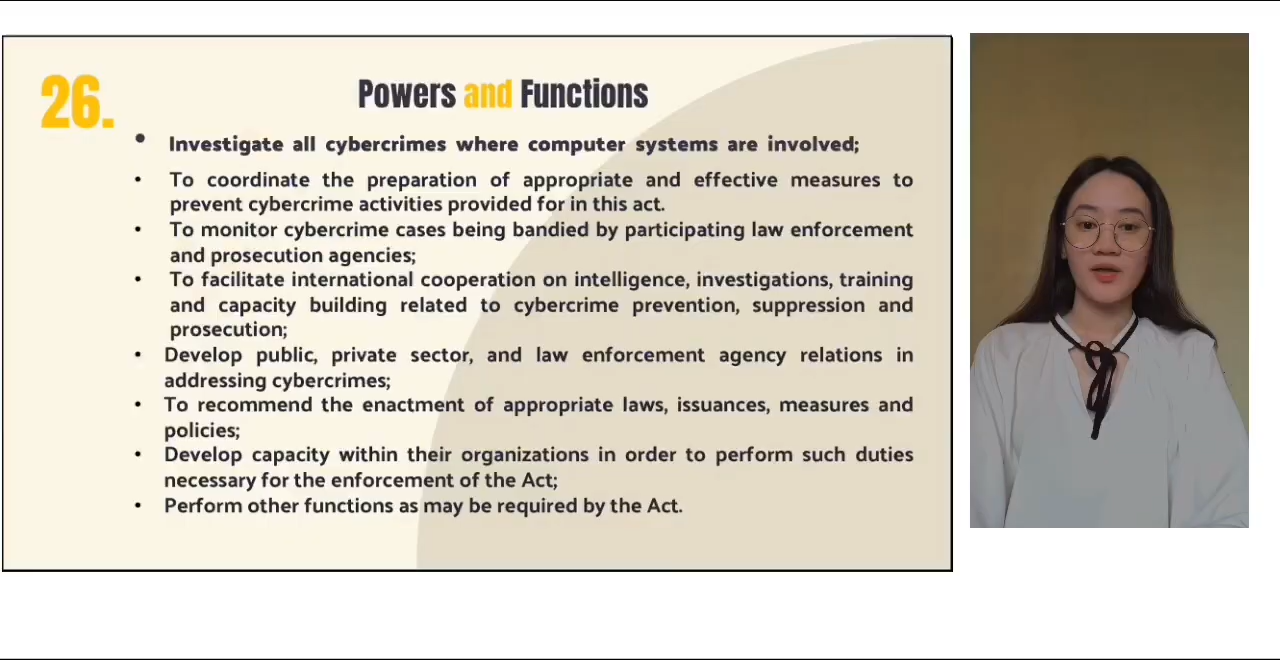 26.
Powers and Functions
• Investigate all cybercrimes where computer systems are involved;
• To coordinate the preparation of appropriate and effective measures to
prevent cybercrime activities provided for in this act.
• To monitor cybercrime cases being bandied by participating law enforcement
and prosecution agencies;
• To facilitate international cooperation on intelligence, investigations, training
and capacity building related to cybercrime prevention, suppression and
prosecution;
• Develop public, private sector, and law enforcement agency relations in
addressing cybercrimes;
• To recommend the enactment of appropriate laws, issuances, measures and
policies;
• Develop capacity within their organizations in order to perform such duties
necessary for the enforcement of the Act;
• Perform other functions as may be required by the Act.